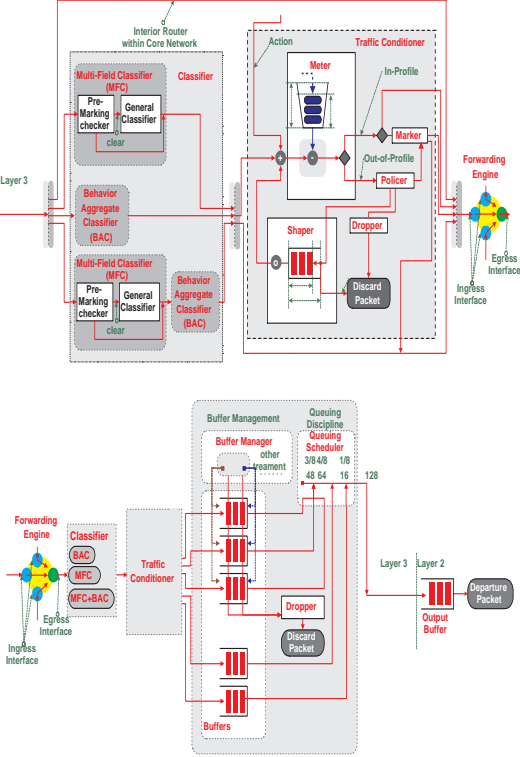 Interior Router
within Core Network
Action
Traffic Conditioner
Multi-Field Classifier
(MFC)
Classifier
Pre-
Marking
checker
General
Classifier
clear
Meter
In-Profile
Marker
Out-of-Profile
Policer
Layer 3
Behavior
Aggregate
Classifier
(BAC)
+
-
Forwarding
Engine
Shaper
Dropper
Egress
Interface
Ingress
Interface
Multi-Field Classifier
(MFC)
Pre-
Marking
checker
General
Classifier
clear
Behavior
Aggregate
Classifier
(BAC)
Discard
Packet
Buffer Management
Queuing
Discipline
Buffer Manager
other
treament
Queuing
Scheduler
3/8 4/8 1/8
48 64 16 128
Forwarding
Engine
Classifier
BAC
MFC
MFC+BAC
Traffic
Conditioner
Egress
Interface
Ingress
Interface
Dropper
Discard
Packet
Buffers
Layer 3
Layer 2
Output
Buffer
Departure
Packet